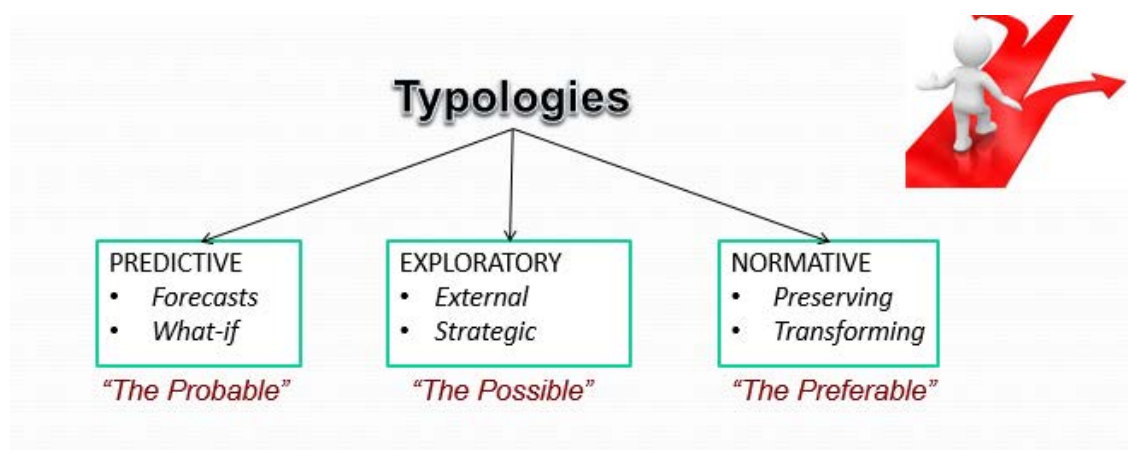 Typologies
PREDICTIVE
• Forecasts
• What-if
“The Probable”
EXPLORATORY
• External
• Strategic
“The Possible”
NORMATIVE
• Preserving
• Transforming
“The Preferable”